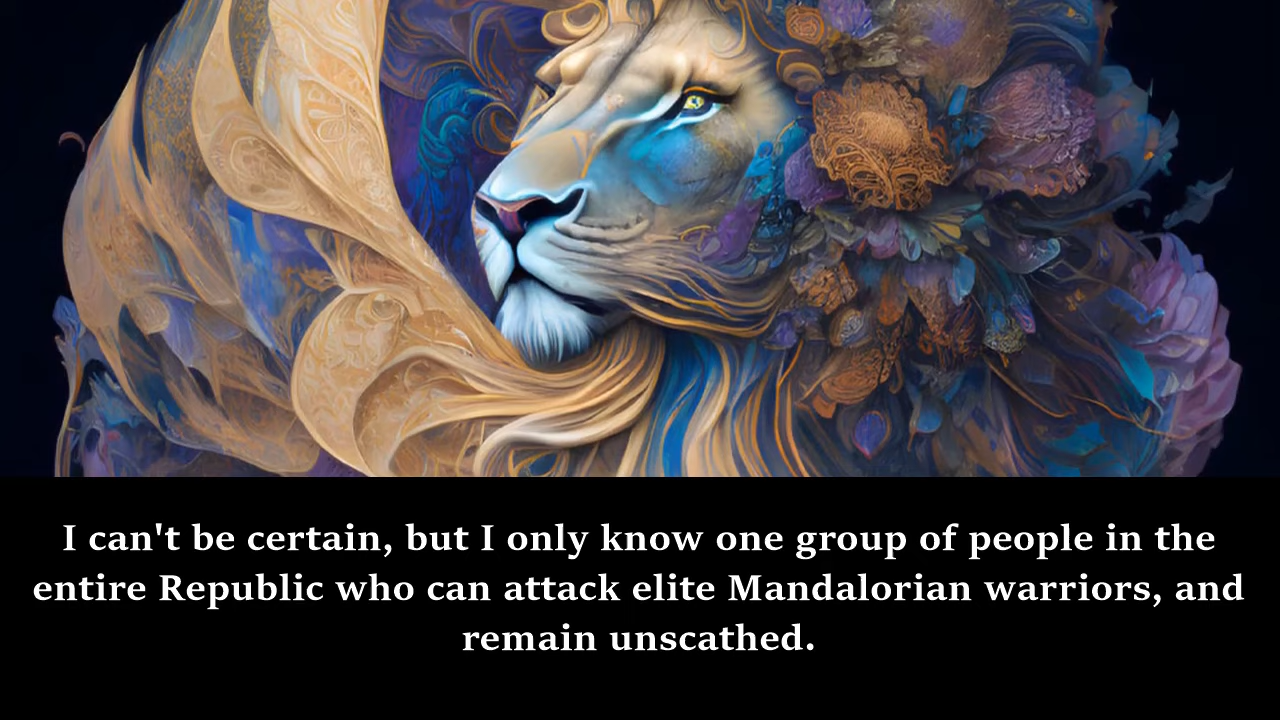 I can't be certain, but I only know one group of people in the
entire Republic who can attack elite Mandalorian warriors, and
remain unscathed.